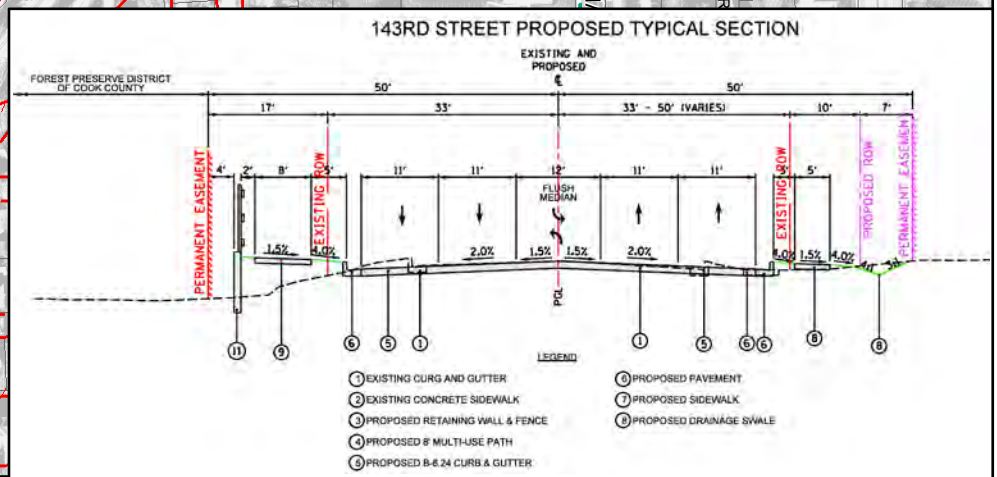 143RD STREET PROPOSED TYPICAL SECTION
EXISTING AND
PROPOSED
℄
FOREST PRESERVE DISTRICT
OF COOK COUNTY
50'
50'
17'
33'
33' - 50' (VARIES)
10'
7'
PERMANENT EASEMENT
EXISTING ROW
EXISTING ROW
PROPOSED ROW
PERMANENT EASEMENT
4'
2'
8'
5'
11'
11'
12'
11'
11'
5'
FLUSH
MEDIAN
1.5%
4.0%
2.0%
1.5%
1.5%
2.0%
4.0%
1.5%
4.0%
PGL
11
9
6
5
1
1
5
6
6
8
8
LEGEND
1 EXISTING CURG AND GUTTER
2 EXISTING CONCRETE SIDEWALK
3 PROPOSED RETAINING WALL & FENCE
4 PROPOSED 8' MULTI-USE PATH
5 PROPOSED B-6.24 CURB & GUTTER
6 PROPOSED PAVEMENT
7 PROPOSED SIDEWALK
8 PROPOSED DRAINAGE SWALE